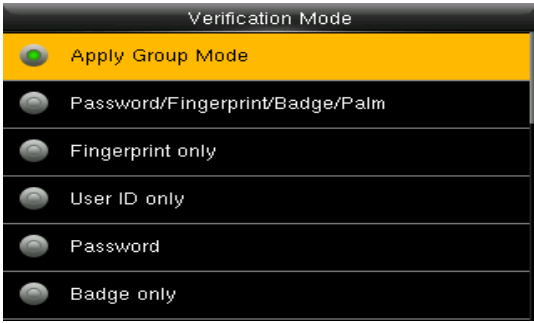 Verification Mode
Apply Group Mode
Password/Fingerprint/Badge/Palm
Fingerprint only
User ID only
Password
Badge only